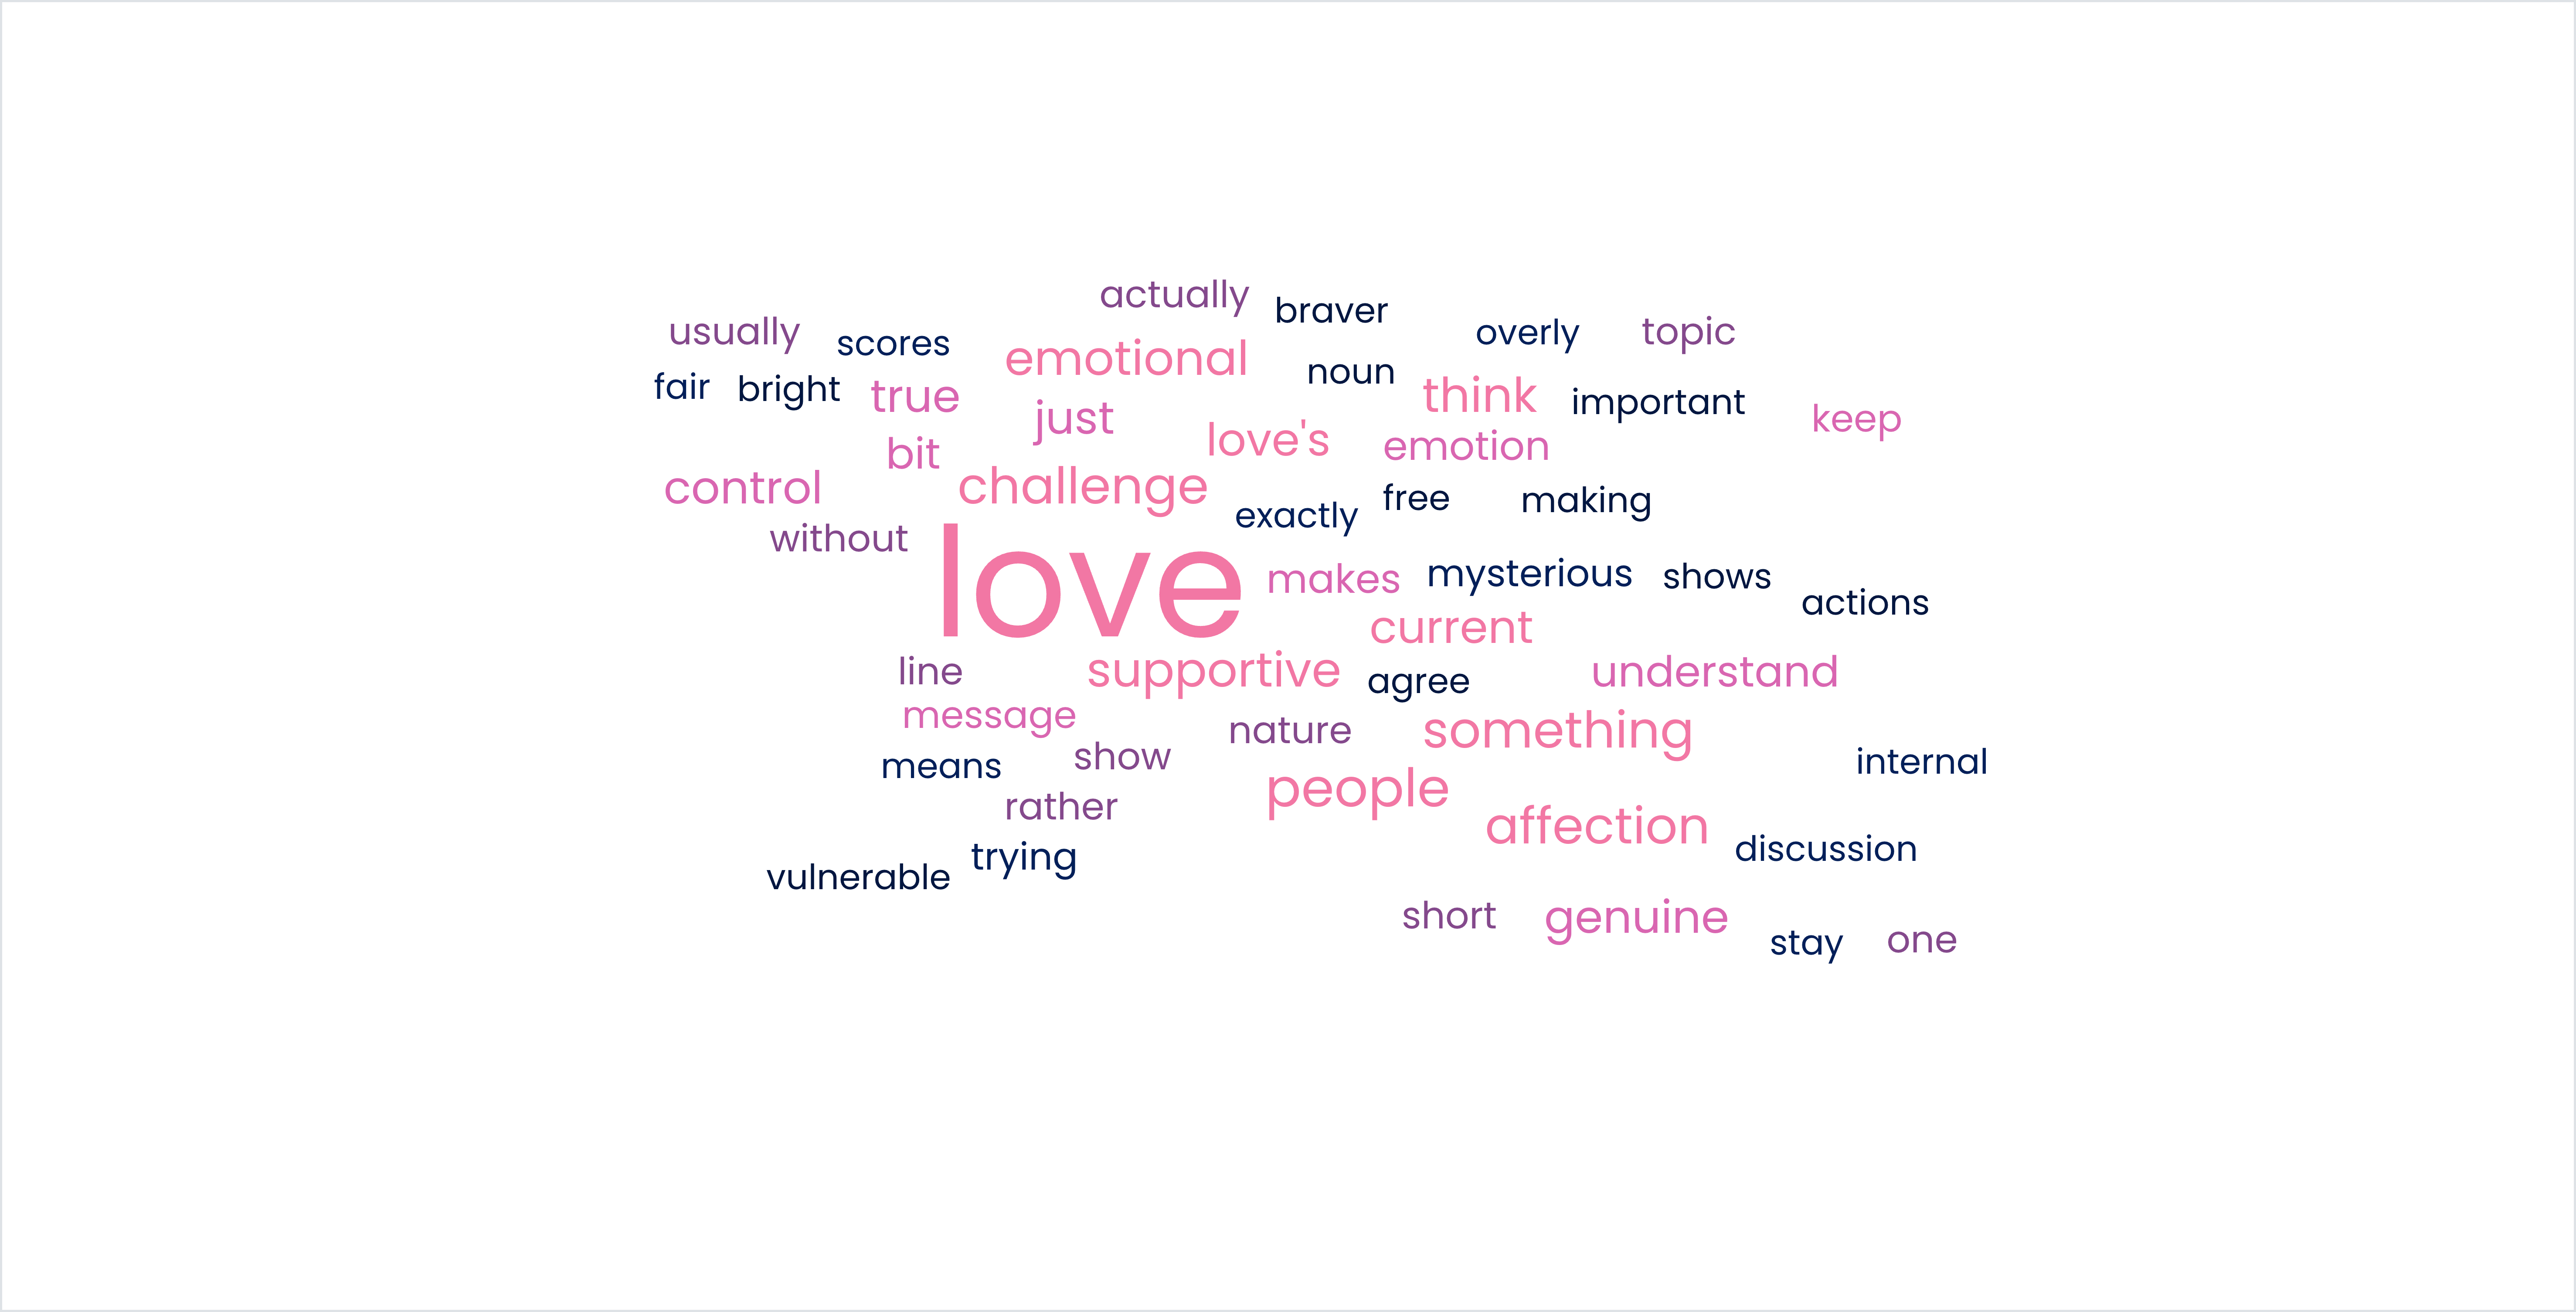 actually
braver
usually
scores
overly
topic
emotional
noun
fair
bright
true
think
important
just
keep
love's
emotion
bit
control
challenge
free
making
exactly
without
love
makes
mysterious
shows
actions
current
line
supportive
agree
understand
message
nature
something
show
means
internal
people
rather
affection
trying
discussion
vulnerable
short
genuine
stay
one